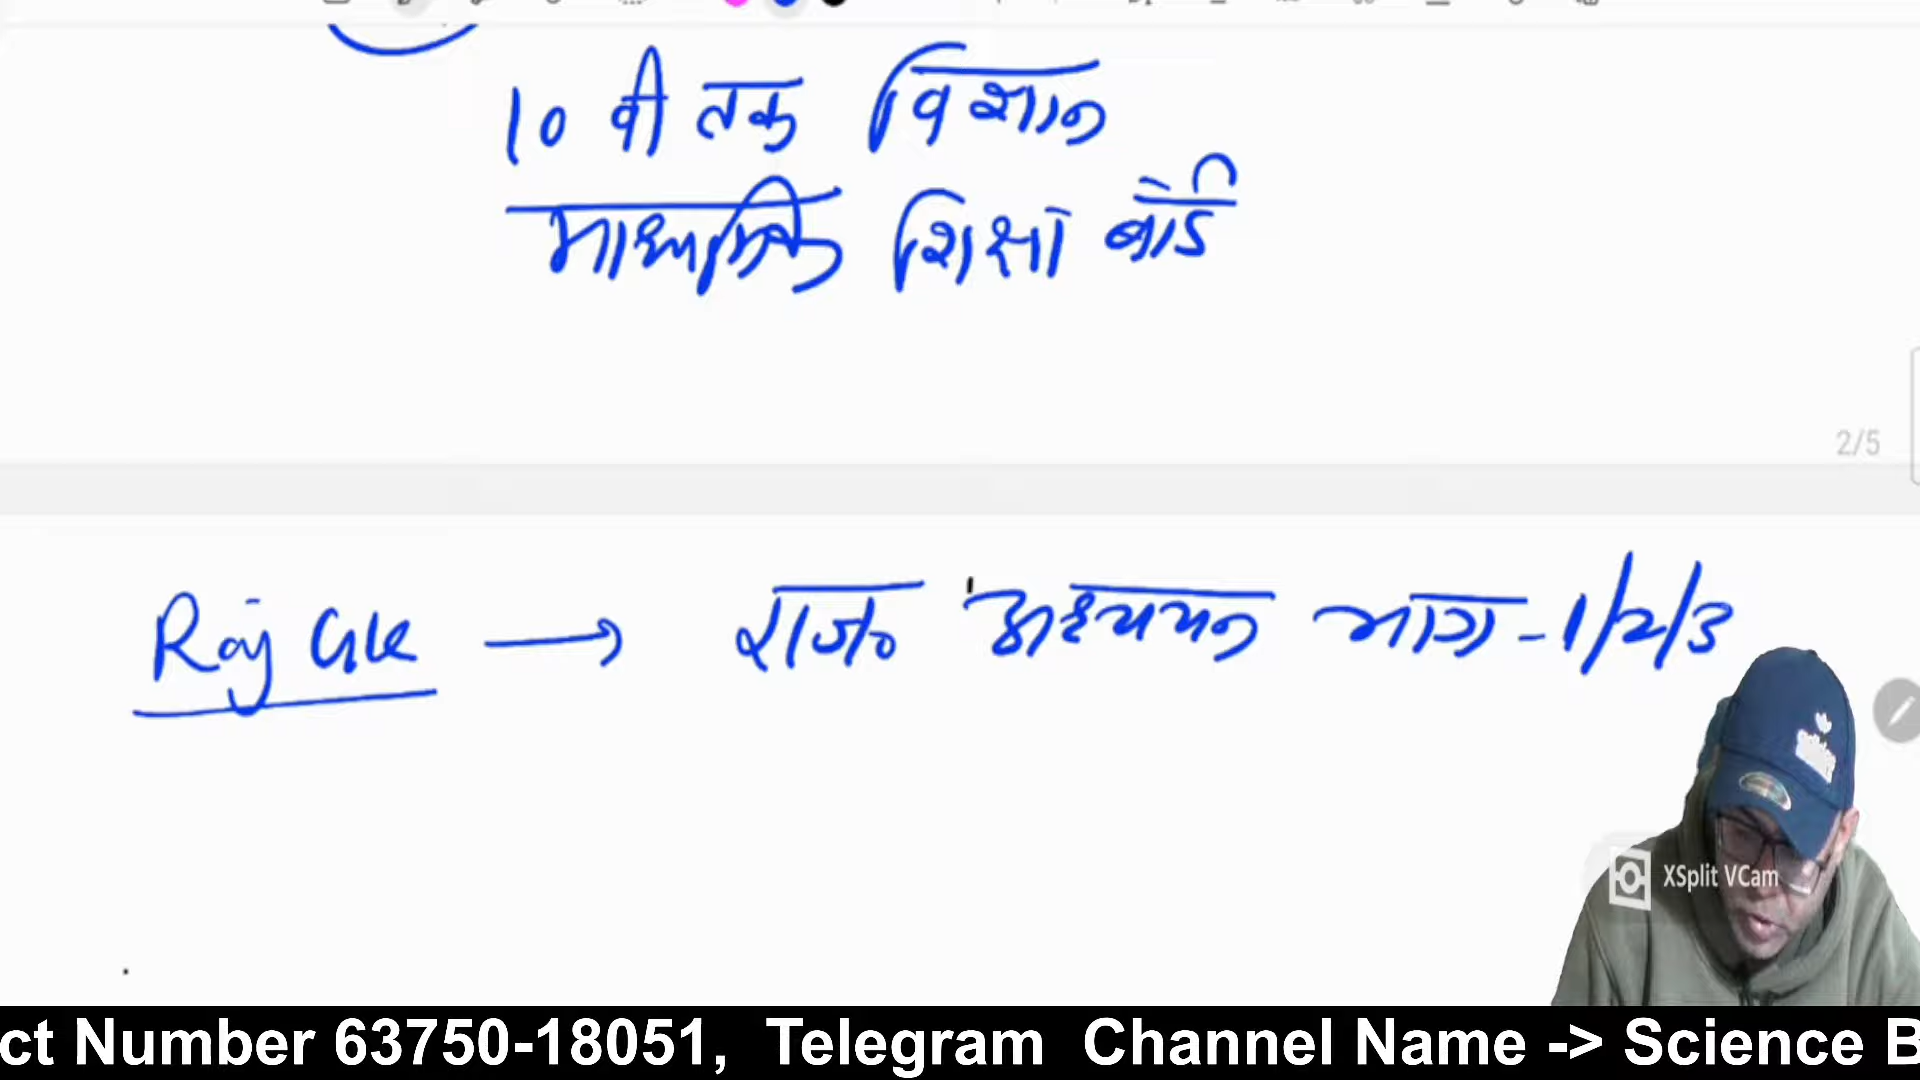 10 वी तक विज्ञान
माध्यमिक शिक्षा बोर्ड
2/5
Raj GK → राज० अध्ययन भाग - 1/2/3
XSplit VCam
ct Number 63750-18051, Telegram Channel Name -> Science B